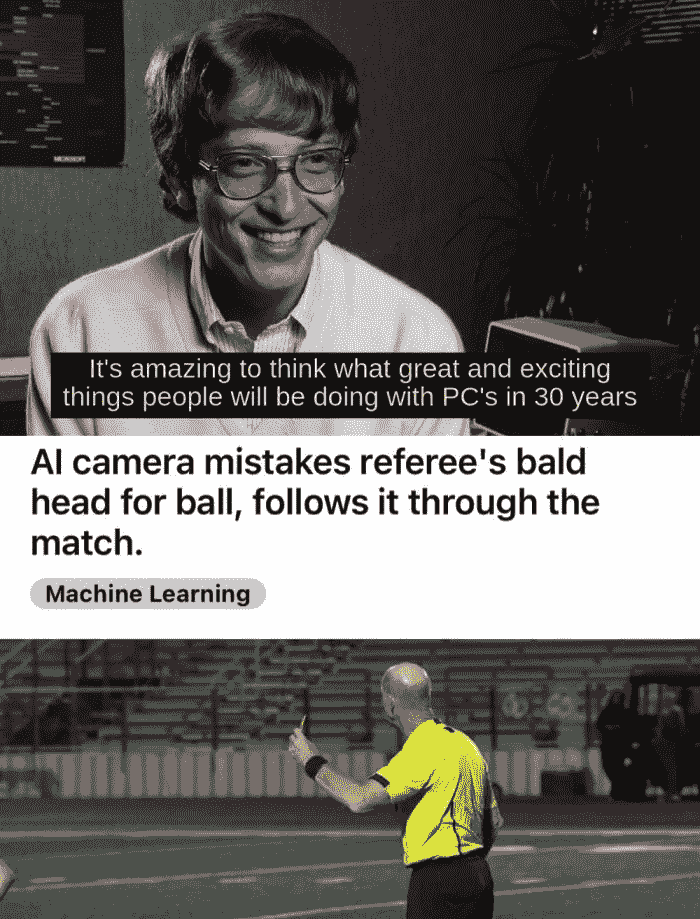 MICROSOFT
It's amazing to think what great and exciting
things people will be doing with PC's in 30 years
AI camera mistakes referee's bald
head for ball, follows it through the
match.
Machine Learning